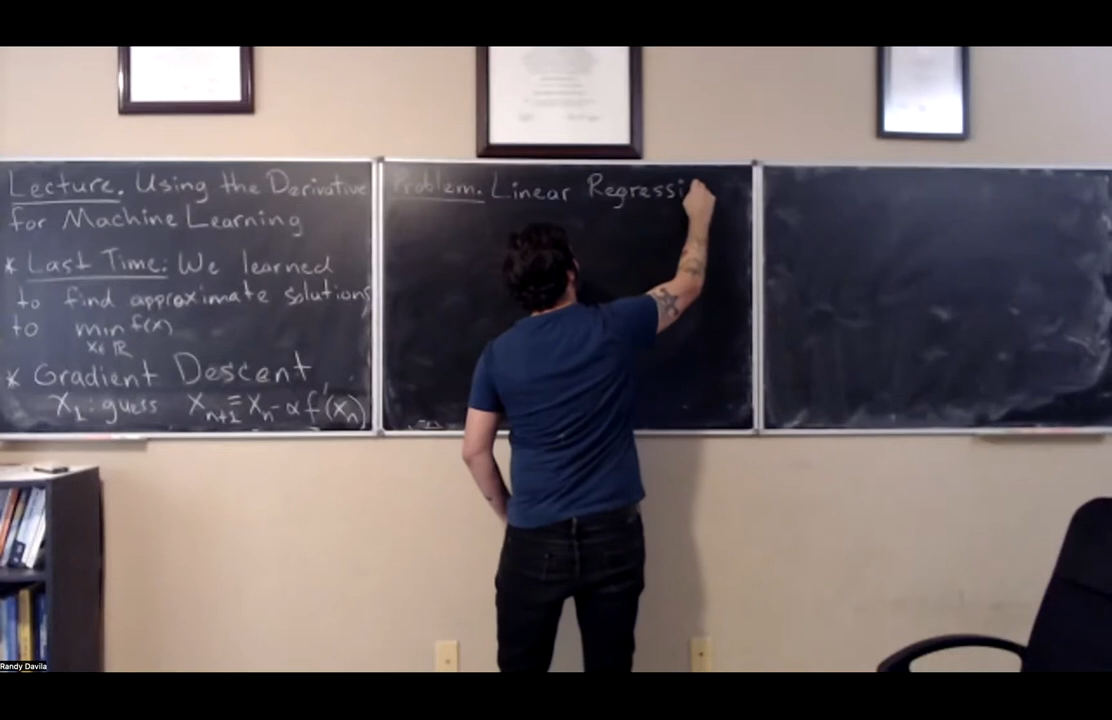 Lecture. Using the Derivative
for Machine Learning
* Last Time: We learned
to find approximate solutions
to min f(x)
x∈ℝ
* Gradient Descent
x₁: guess xₙ₊₁ = xₙ - αf'(xₙ)
Problem. Linear Regressi
Randy Davila